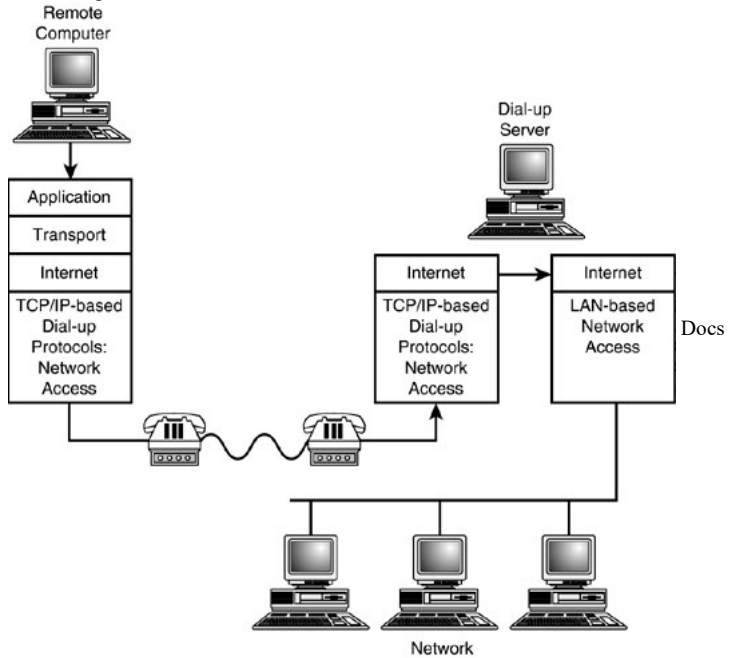 Remote
Computer
Dial-up
Server
Application
Transport
Internet
TCP/IP-based
Dial-up
Protocols:
Network
Access
Internet
TCP/IP-based
Dial-up
Protocols:
Network
Access
Internet
LAN-based
Network
Access
Docs
Network